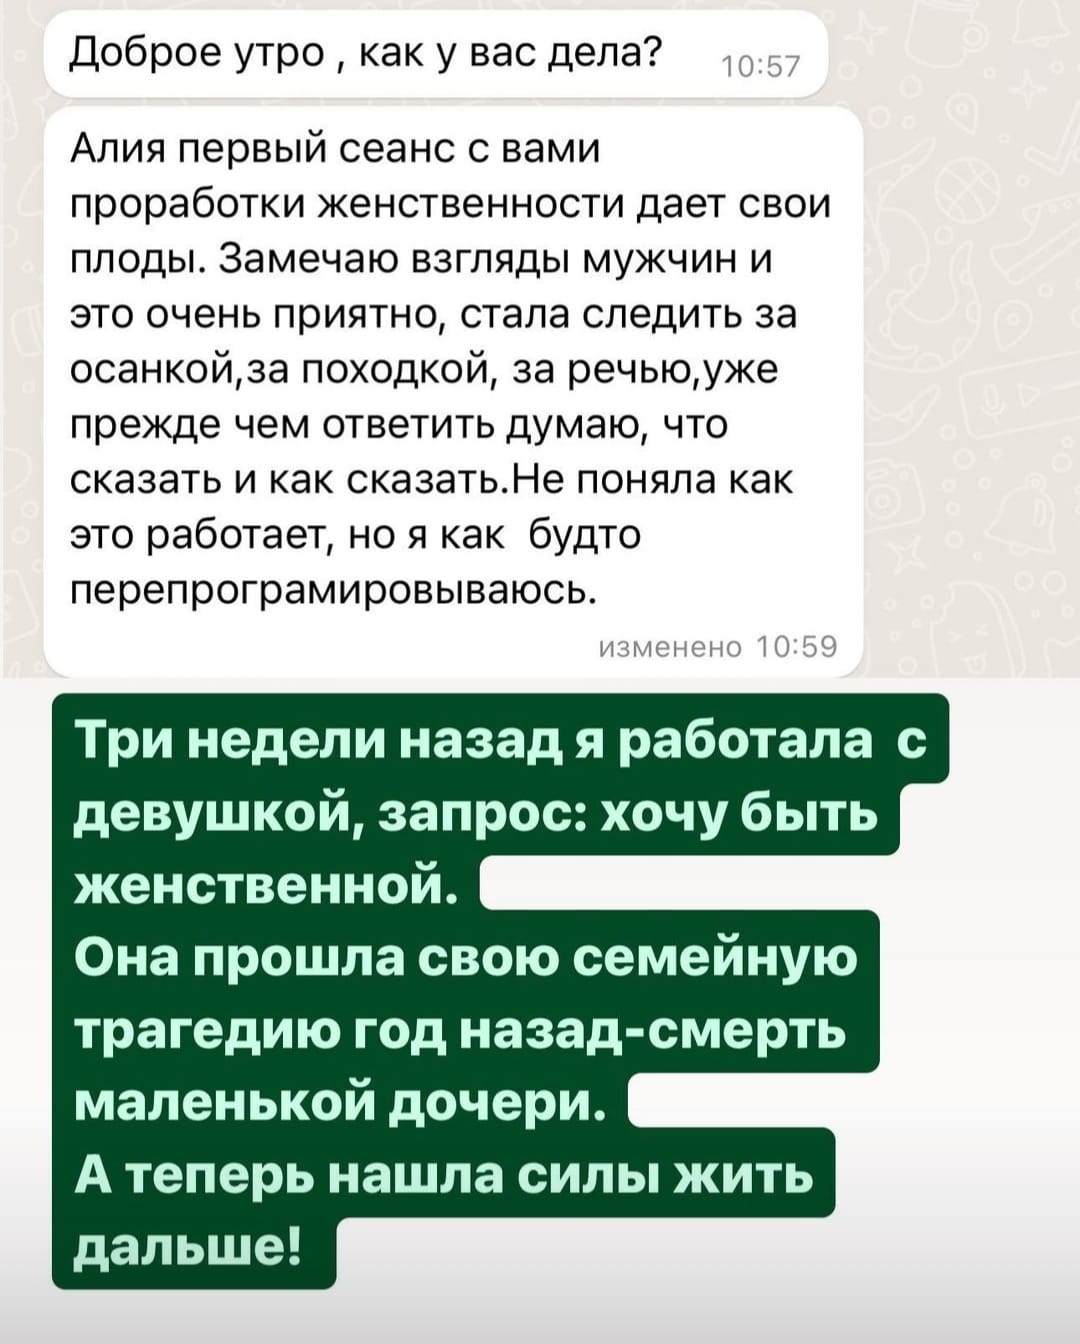 Доброе утро , как у вас дела?
10:57
Алия первый сеанс с вами
проработки женственности дает свои
плоды. Замечаю взгляды мужчин и
это очень приятно, стала следить за
осанкой,за походкой, за речью,уже
прежде чем ответить думаю, что
сказать и как сказать.Не поняла как
это работает, но я как  будто
перепрограмировываюсь.
изменено 10:59
Три недели назад я работала  с
девушкой, запрос: хочу быть
женственной.
Она прошла свою семейную
трагедию год назад-смерть
маленькой дочери.
А теперь нашла силы жить
дальше!